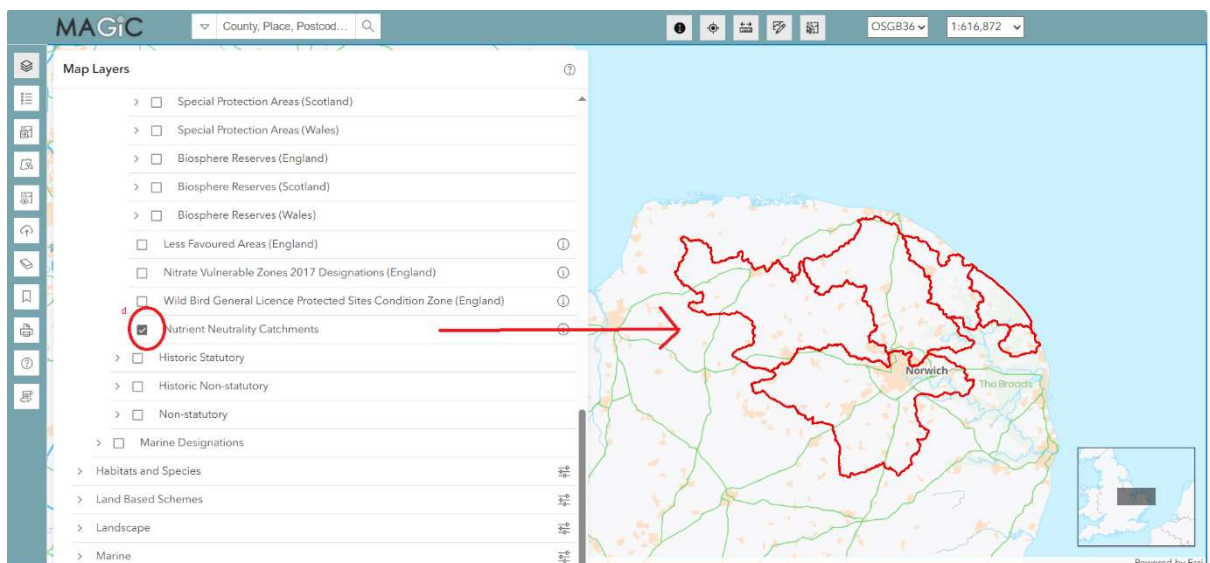 MAGiC
County, Place, Postcod...
OSGB36
1:616,872
Map Layers
Special Protection Areas (Scotland)
Special Protection Areas (Wales)
Biosphere Reserves (England)
Biosphere Reserves (Scotland)
Biosphere Reserves (Wales)
Less Favoured Areas (England)
Nitrate Vulnerable Zones 2017 Designations (England)
Wild Bird General Licence Protected Sites Condition Zone (England)
d.
Nutrient Neutrality Catchments
Historic Statutory
Historic Non-statutory
Non-statutory
Marine Designations
Habitats and Species
Land Based Schemes
Landscape
Marine
Norwich
The Broads
Powered by Esri